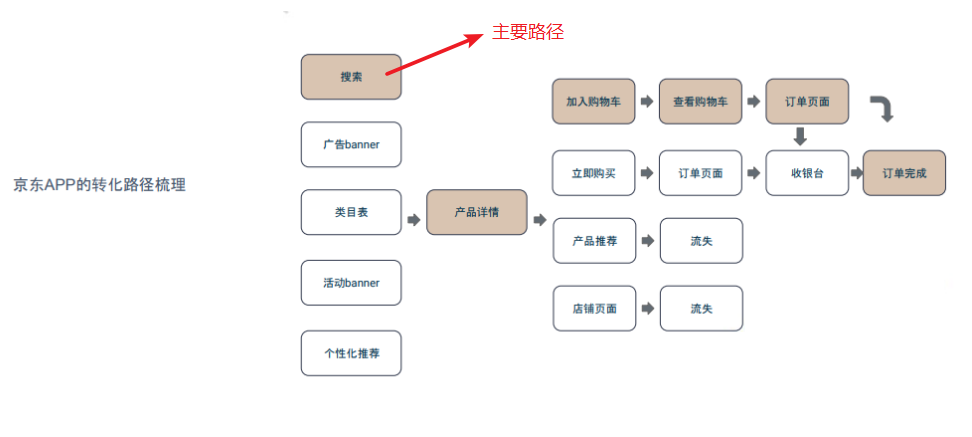 主要路径
搜索
加入购物车
查看购物车
订单页面
广告banner
立即购买
订单页面
收银台
订单完成
京东APP的转化路径梳理
类目表
产品详情
产品推荐
流失
活动banner
店铺页面
流失
个性化推荐